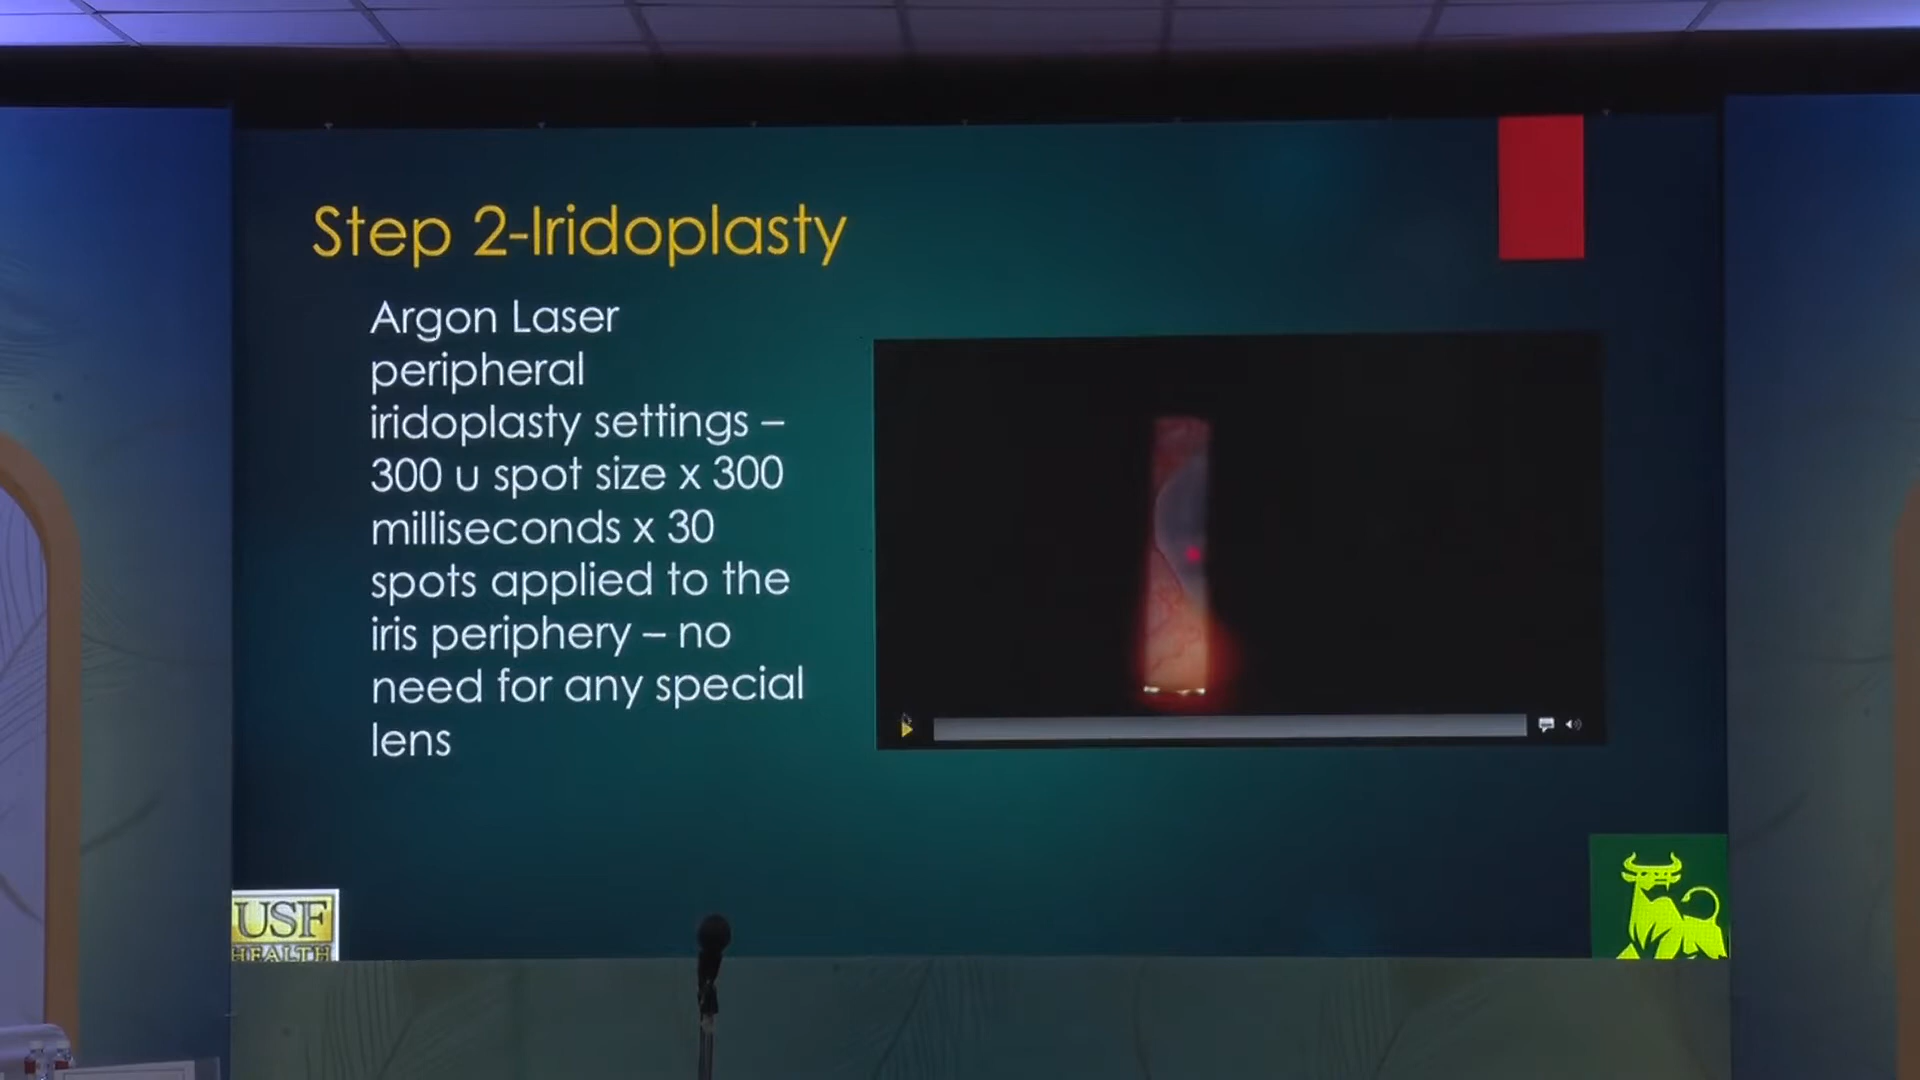 Step 2-Iridoplasty
Argon Laser
peripheral
iridoplasty settings –
300 u spot size x 300
milliseconds x 30
spots applied to the
iris periphery – no
need for any special
lens
USF
HEALTH